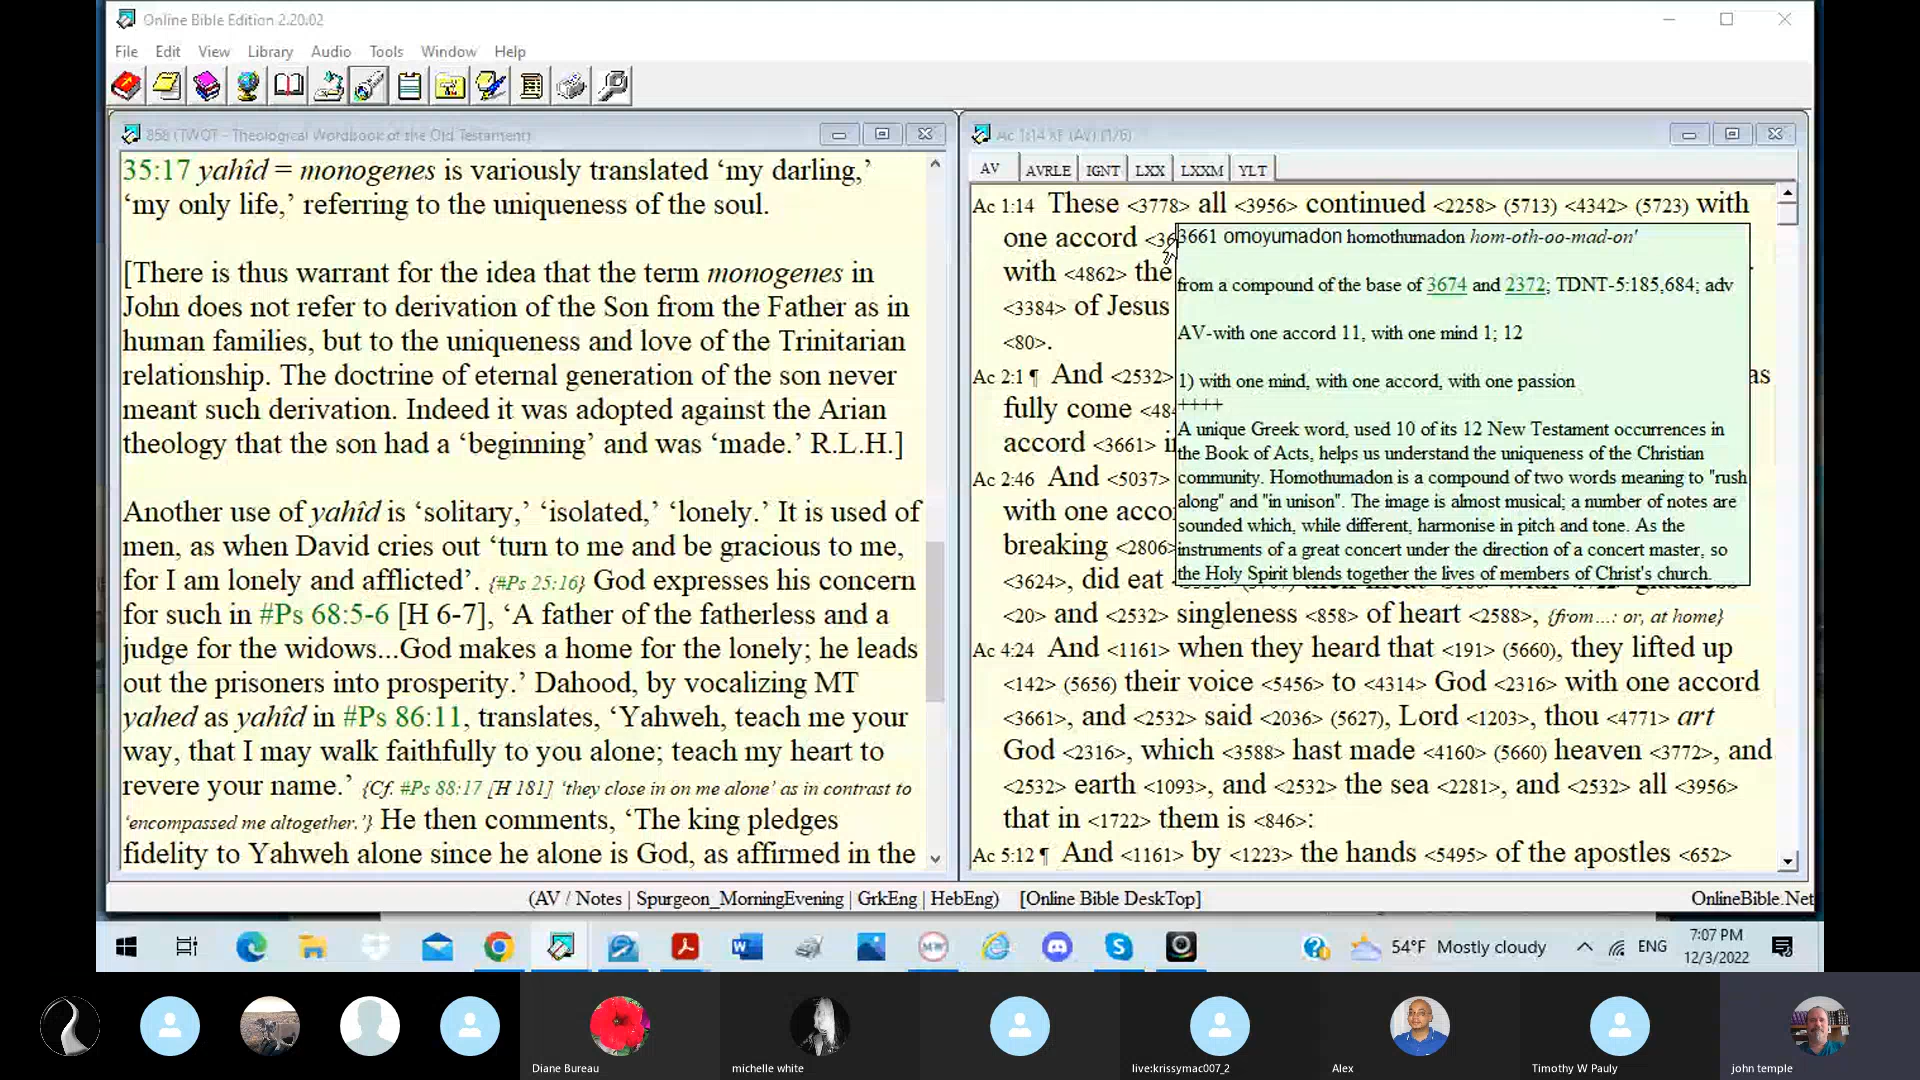 Online Bible Edition 2.20.02
File Edit View Library Audio Tools Window Help
858 (TWOT - Theological Wordbook of the Old Testament)
35:17 yahîd = monogenes is variously translated ‘my darling,’
‘my only life,’ referring to the uniqueness of the soul.
[There is thus warrant for the idea that the term monogenes in
John does not refer to derivation of the Son from the Father as in
human families, but to the uniqueness and love of the Trinitarian
relationship. The doctrine of eternal generation of the son never
meant such derivation. Indeed it was adopted against the Arian
theology that the son had a ‘beginning’ and was ‘made.’ R.L.H.]
Another use of yahîd is ‘solitary,’ ‘isolated,’ ‘lonely.’ It is used of
men, as when David cries out ‘turn to me and be gracious to me,
for I am lonely and afflicted’. {#Ps 25:16} God expresses his concern
for such in #Ps 68:5-6 [H 6-7], ‘A father of the fatherless and a
judge for the widows...God makes a home for the lonely; he leads
out the prisoners into prosperity.’ Dahood, by vocalizing MT
yahed as yahîd in #Ps 86:11, translates, ‘Yahweh, teach me your
way, that I may walk faithfully to you alone; teach my heart to
revere your name.’ {Cf. #Ps 88:17 [H 181] ‘they close in on me alone’ as in contrast to
‘encompassed me altogether.’} He then comments, ‘The king pledges
fidelity to Yahweh alone since he alone is God, as affirmed in the
Ac 1:14 KF (AV) (1/6)
AV AVRLE IGNT LXX LXXM YLT
Ac 1:14 These <3778> all <3956> continued <2258> (5713) <4342> (5723) with
one accord <36
with <4862> the
<3384> of Jesus
<80>.
Ac 2:1 ¶ And <2532> as
fully come <484
accord <3661> i
Ac 2:46 And <5037>
with one acco
breaking <2806>
<3624>, did eat
<20> and <2532> singleness <858> of heart <2588>, {from...: or, at home}
Ac 4:24 And <1161> when they heard that <191> (5660), they lifted up
<142> (5656) their voice <5456> to <4314> God <2316> with one accord
<3661>, and <2532> said <2036> (5627), Lord <1203>, thou <4771> art
God <2316>, which <3588> hast made <4160> (5660) heaven <3772>, and
<2532> earth <1093>, and <2532> the sea <2281>, and <2532> all <3956>
that in <1722> them is <846>:
Ac 5:12 ¶ And <1161> by <1223> the hands <5495> of the apostles <652>
3661 omoyumadon homothumadon hom-oth-oo-mad-on'
from a compound of the base of 3674 and 2372; TDNT-5:185,684; adv
AV-with one accord 11, with one mind 1; 12
1) with one mind, with one accord, with one passion
++++
A unique Greek word, used 10 of its 12 New Testament occurrences in
the Book of Acts, helps us understand the uniqueness of the Christian
community. Homothumadon is a compound of two words meaning to "rush
along" and "in unison". The image is almost musical; a number of notes are
sounded which, while different, harmonise in pitch and tone. As the
instruments of a great concert under the direction of a concert master, so
the Holy Spirit blends together the lives of members of Christ's church.
(AV / Notes | Spurgeon_MorningEvening | GrkEng | HebEng) [Online Bible DeskTop] OnlineBible.Net
54°F Mostly cloudy ENG
7:07 PM
12/3/2022
Diane Bureau
michelle white
live:krissymac007_2
Alex
Timothy W Pauly
john temple